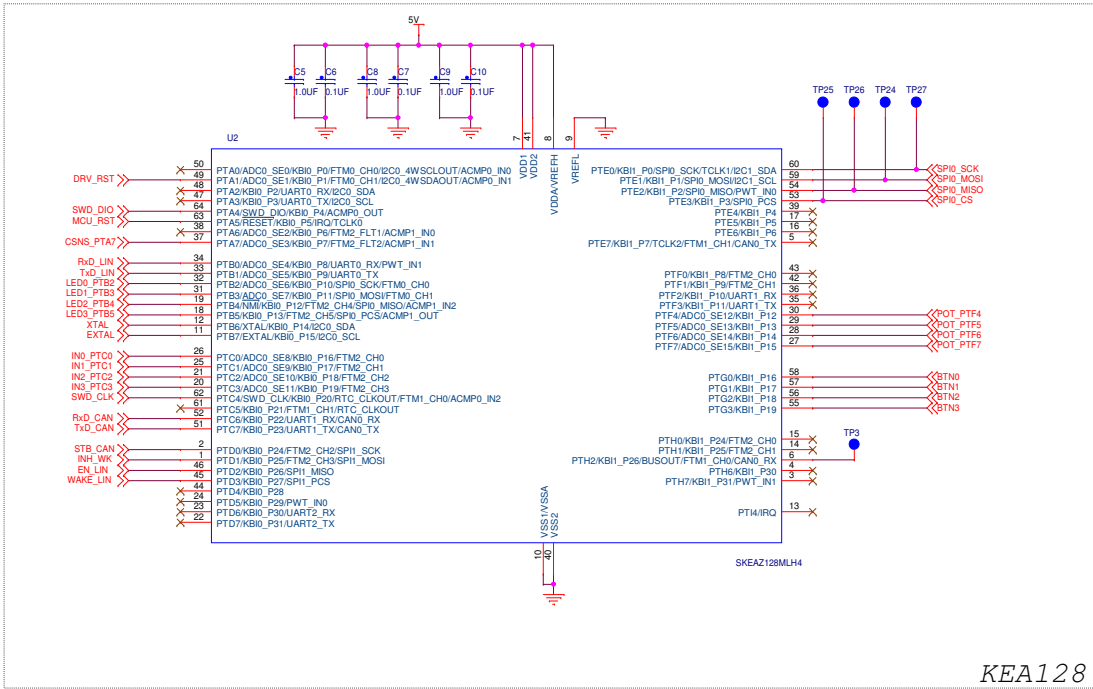 5V
C5 C6 C8 C7 C9 C10
1.0UF 0.1UF 1.0UF 0.1UF 1.0UF 0.1UF
TP25 TP26 TP24 TP27
U2
7 41 8 9
VDD1 VDD2 VDDA/VREFH VREFL
50 PTA0/ADC0_SE0/KBI0_P0/FTM0_CH0/I2C0_4WSCLOUT/ACMP0_IN0
DRV_RST 49 PTA1/ADC0_SE1/KBI0_P1/FTM0_CH1/I2C0_4WSDAOUT/ACMP0_IN1
48 PTA2/KBI0_P2/UART0_RX/I2C0_SDA
47 PTA3/KBI0_P3/UART0_TX/I2C0_SCL
SWD_DIO 64 PTA4/SWD_DIO/KBI0_P4/ACMP0_OUT
MCU_RST 63 PTA5/RESET/KBI0_P5/IRQ/TCLK0
38 PTA6/ADC0_SE2/KBI0_P6/FTM2_FLT1/ACMP1_IN0
CSNS_PTA7 37 PTA7/ADC0_SE3/KBI0_P7/FTM2_FLT2/ACMP1_IN1
RxD_LIN 34 PTB0/ADC0_SE4/KBI0_P8/UART0_RX/PWT_IN1
TxD_LIN 33 PTB1/ADC0_SE5/KBI0_P9/UART0_TX
LED0_PTB2 32 PTB2/ADC0_SE6/KBI0_P10/SPI0_SCK/FTM0_CH0
LED1_PTB3 31 PTB3/ADC0_SE7/KBI0_P11/SPI0_MOSI/FTM0_CH1
LED2_PTB4 19 PTB4/NMI/KBI0_P12/FTM2_CH4/SPI0_MISO/ACMP1_IN2
LED3_PTB5 18 PTB5/KBI0_P13/FTM2_CH5/SPI0_PCS/ACMP1_OUT
XTAL 12 PTB6/XTAL/KBI0_P14/I2C0_SDA
EXTAL 11 PTB7/EXTAL/KBI0_P15/I2C0_SCL
IN0_PTC0 26 PTC0/ADC0_SE8/KBI0_P16/FTM2_CH0
IN1_PTC1 25 PTC1/ADC0_SE9/KBI0_P17/FTM2_CH1
IN2_PTC2 21 PTC2/ADC0_SE10/KBI0_P18/FTM2_CH2
IN3_PTC3 20 PTC3/ADC0_SE11/KBI0_P19/FTM2_CH3
SWD_CLK 62 PTC4/SWD_CLK/KBI0_P20/RTC_CLKOUT/FTM1_CH0/ACMP0_IN2
61 PTC5/KBI0_P21/FTM1_CH1/RTC_CLKOUT
RxD_CAN 52 PTC6/KBI0_P22/UART1_RX/CAN0_RX
TxD_CAN 51 PTC7/KBI0_P23/UART1_TX/CAN0_TX
STB_CAN 2 PTD0/KBI0_P24/FTM2_CH2/SPI1_SCK
INH_WK 1 PTD1/KBI0_P25/FTM2_CH3/SPI1_MOSI
EN_LIN 46 PTD2/KBI0_P26/SPI1_MISO
WAKE_LIN 45 PTD3/KBI0_P27/SPI1_PCS
44 PTD4/KBI0_P28
24 PTD5/KBI0_P29/PWT_IN0
23 PTD6/KBI0_P30/UART2_RX
22 PTD7/KBI0_P31/UART2_TX
PTE0/KBI1_P0/SPI0_SCK/TCLK1/I2C1_SDA 60 SPI0_SCK
PTE1/KBI1_P1/SPI0_MOSI/I2C1_SCL 59 SPI0_MOSI
PTE2/KBI1_P2/SPI0_MISO/PWT_IN0 54 SPI0_MISO
PTE3/KBI1_P3/SPI0_PCS 53 SPI0_CS
PTE4/KBI1_P4 39
PTE5/KBI1_P5 17
PTE6/KBI1_P6 16
PTE7/KBI1_P7/TCLK2/FTM1_CH1/CAN0_TX 5
PTF0/KBI1_P8/FTM2_CH0 43
PTF1/KBI1_P9/FTM2_CH1 42
PTF2/KBI1_P10/UART1_RX 36
PTF3/KBI1_P11/UART1_TX 35
PTF4/ADC0_SE12/KBI1_P12 30 POT_PTF4
PTF5/ADC0_SE13/KBI1_P13 29 POT_PTF5
PTF6/ADC0_SE14/KBI1_P14 28 POT_PTF6
PTF7/ADC0_SE15/KBI1_P15 27 POT_PTF7
PTG0/KBI1_P16 58 BTN0
PTG1/KBI1_P17 57 BTN1
PTG2/KBI1_P18 56 BTN2
PTG3/KBI1_P19 55 BTN3
TP3
PTH0/KBI1_P24/FTM2_CH0 15
PTH1/KBI1_P25/FTM2_CH1 14
PTH2/KBI1_P26/BUSOUT/FTM1_CH0/CAN0_RX 6
PTH6/KBI1_P30 4
PTH7/KBI1_P31/PWT_IN1 3
PTI4/IRQ 13
VSS1/VSSA VSS2
10 40
SKEAZ128MLH4
KEA128